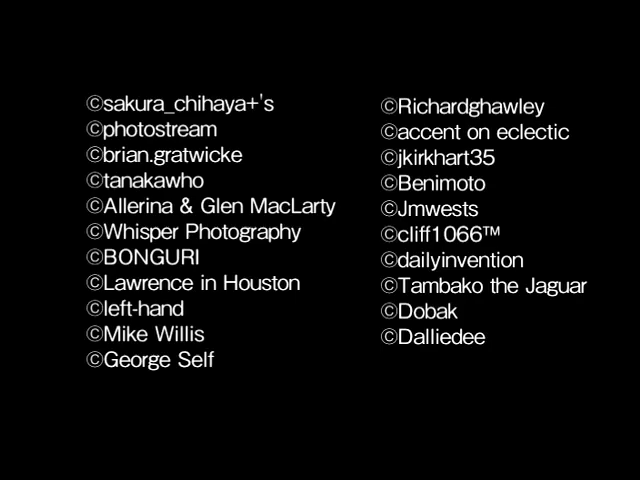 ©sakura_chihaya+'s
©photostream
©brian.gratwicke
©tanakawho
©Allerina & Glen MacLarty
©Whisper Photography
©BONGURI
©Lawrence in Houston
©left-hand
©Mike Willis
©George Self
©Richardghawley
©accent on eclectic
©jkirkhart35
©Benimoto
©Jmwests
©cliff1066™
©dailyinvention
©Tambako the Jaguar
©Dobak
©Dalliedee